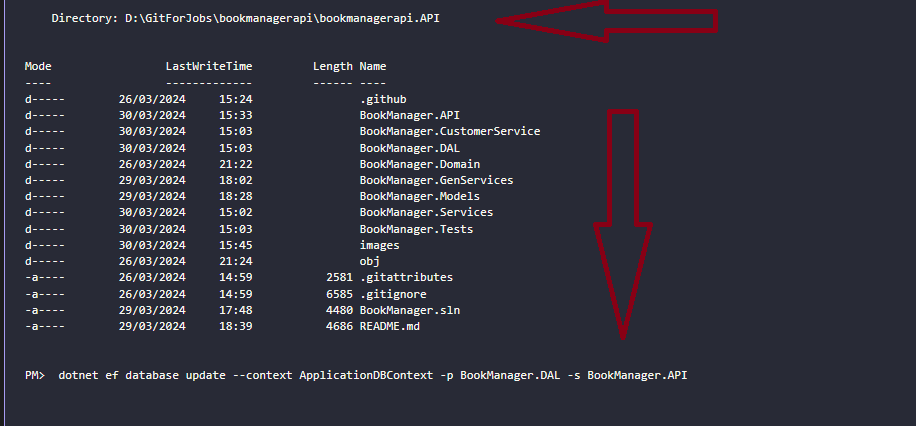 Directory: D:\GitForJobs\bookmanagerapi\bookmanagerapi.API
Mode LastWriteTime Length Name
---- ------------- ------ ----
d----- 26/03/2024 15:24 .github
d----- 30/03/2024 15:33 BookManager.API
d----- 30/03/2024 15:03 BookManager.CustomerService
d----- 30/03/2024 15:03 BookManager.DAL
d----- 26/03/2024 21:22 BookManager.Domain
d----- 29/03/2024 18:02 BookManager.GenServices
d----- 29/03/2024 18:28 BookManager.Models
d----- 30/03/2024 15:02 BookManager.Services
d----- 30/03/2024 15:03 BookManager.Tests
d----- 30/03/2024 15:45 images
d----- 26/03/2024 21:24 obj
-a---- 26/03/2024 14:59 2581 .gitattributes
-a---- 26/03/2024 14:59 6585 .gitignore
-a---- 29/03/2024 17:48 4480 BookManager.sln
-a---- 29/03/2024 18:39 4686 README.md
PM> dotnet ef database update --context ApplicationDBContext -p BookManager.DAL -s BookManager.API